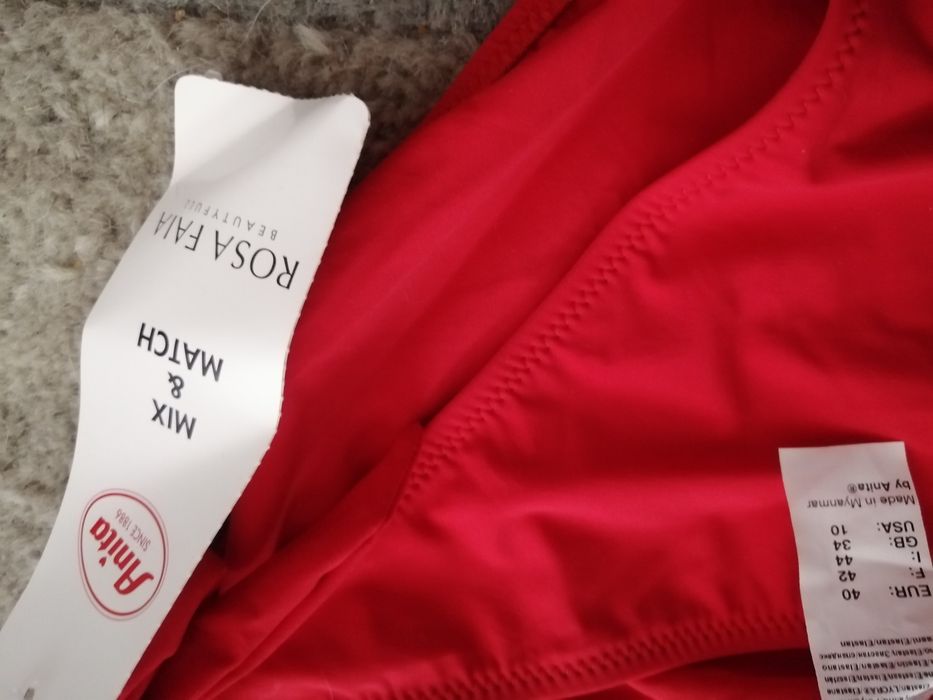 Anita
SINCE 1886
MIX
&
MATCH
ROSA FAIA
BEAUTYFULL
EUR: 40
F: 42
I: 44
GB: 34
USA: 10
Made in Myanmar
by Anita®